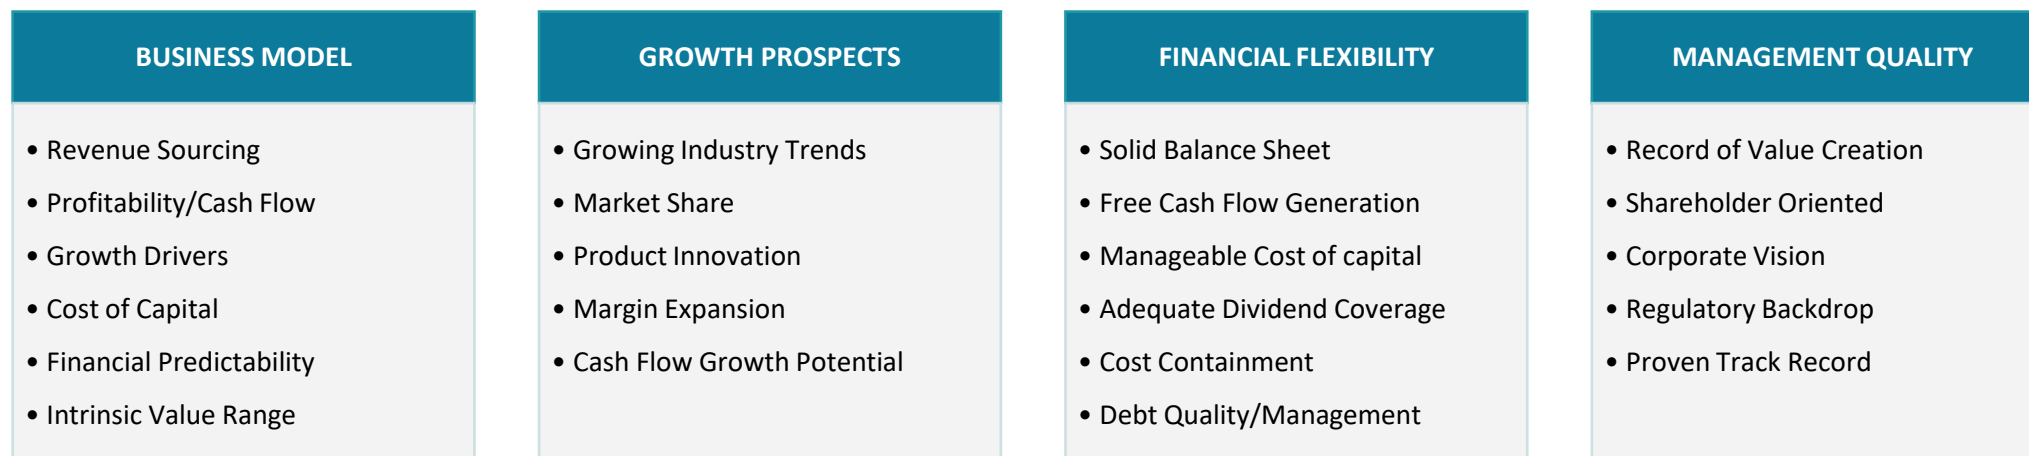 BUSINESS MODEL
• Revenue Sourcing
• Profitability/Cash Flow
• Growth Drivers
• Cost of Capital
• Financial Predictability
• Intrinsic Value Range
GROWTH PROSPECTS
• Growing Industry Trends
• Market Share
• Product Innovation
• Margin Expansion
• Cash Flow Growth Potential
FINANCIAL FLEXIBILITY
• Solid Balance Sheet
• Free Cash Flow Generation
• Manageable Cost of capital
• Adequate Dividend Coverage
• Cost Containment
• Debt Quality/Management
MANAGEMENT QUALITY
• Record of Value Creation
• Shareholder Oriented
• Corporate Vision
• Regulatory Backdrop
• Proven Track Record